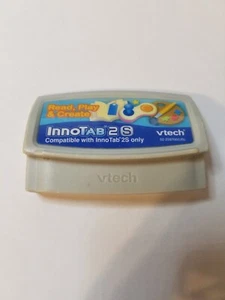 Read, Play
& Create
INNOTAB 2S
Compatible with InnoTab 2S only
vtech
vtech